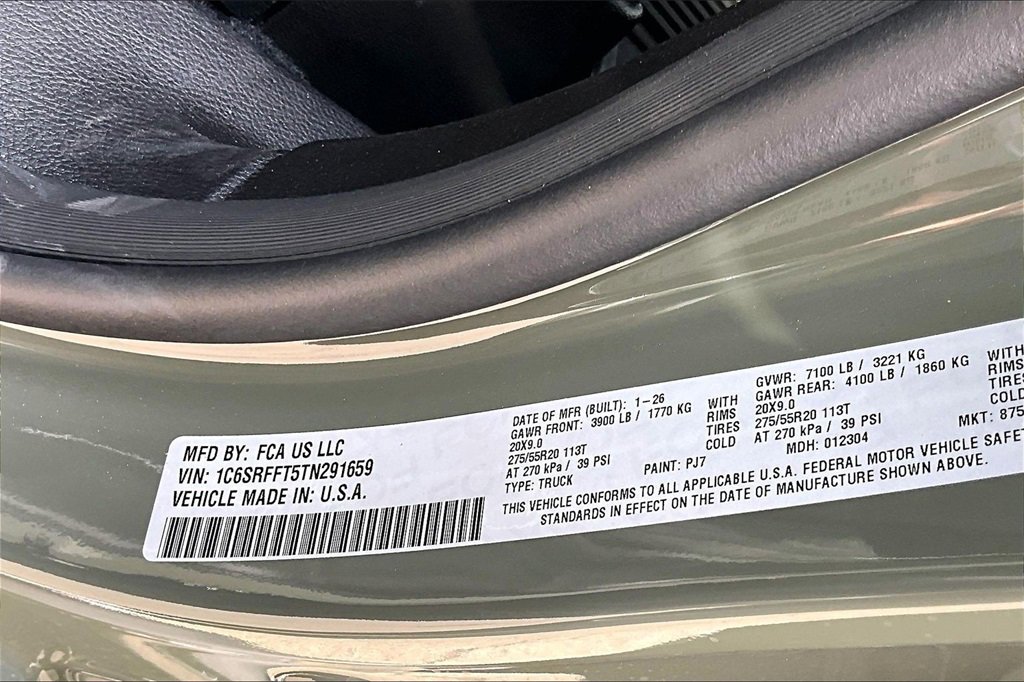 MFD BY: FCA US LLC
VIN: 1C6SRFFT5TN291659
VEHICLE MADE IN: U.S.A.
DATE OF MFR (BUILT): 1-26
GAWR FRONT: 3900 LB / 1770 KG
20X9.0
275/55R20 113T
AT 270 kPa / 39 PSI
TYPE: TRUCK
WITH
RIMS
TIRES
COLD
PAINT: PJ7
GVWR: 7100 LB / 3221 KG
GAWR REAR: 4100 LB / 1860 KG
20X9.0
275/55R20 113T
AT 270 kPa / 39 PSI
MDH: 012304
WITH
RIMS
TIRES
COLD
MKT: 875
THIS VEHICLE CONFORMS TO ALL APPLICABLE U.S.A. FEDERAL MOTOR VEHICLE SAFE
STANDARDS IN EFFECT ON THE DATE OF MANUFACTURE SHOWN ABOVE.